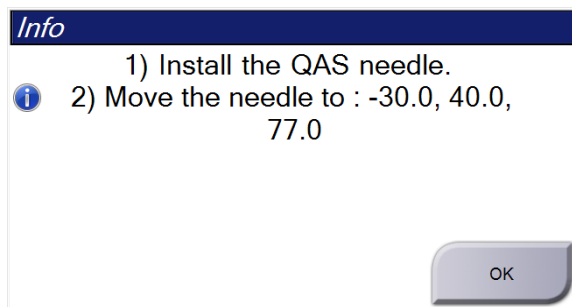 Info
1) Install the QAS needle.
2) Move the needle to : -30.0, 40.0,
77.0
OK